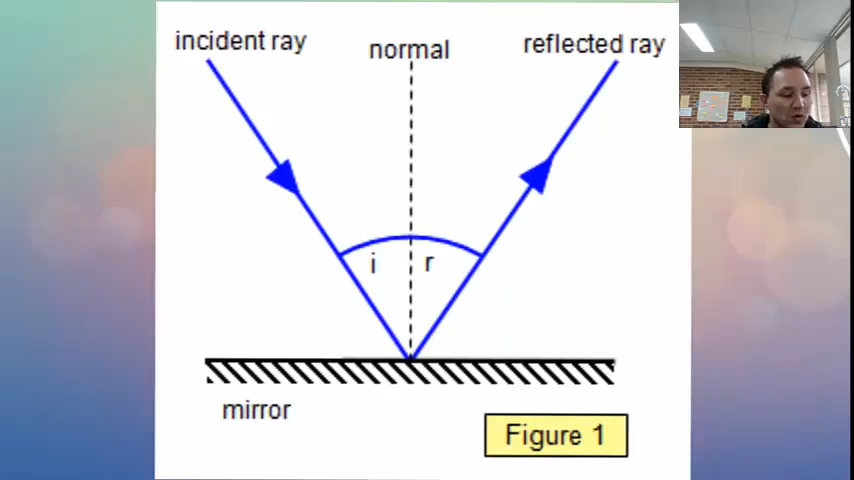 incident ray
normal
reflected ray
i
r
mirror
Figure 1